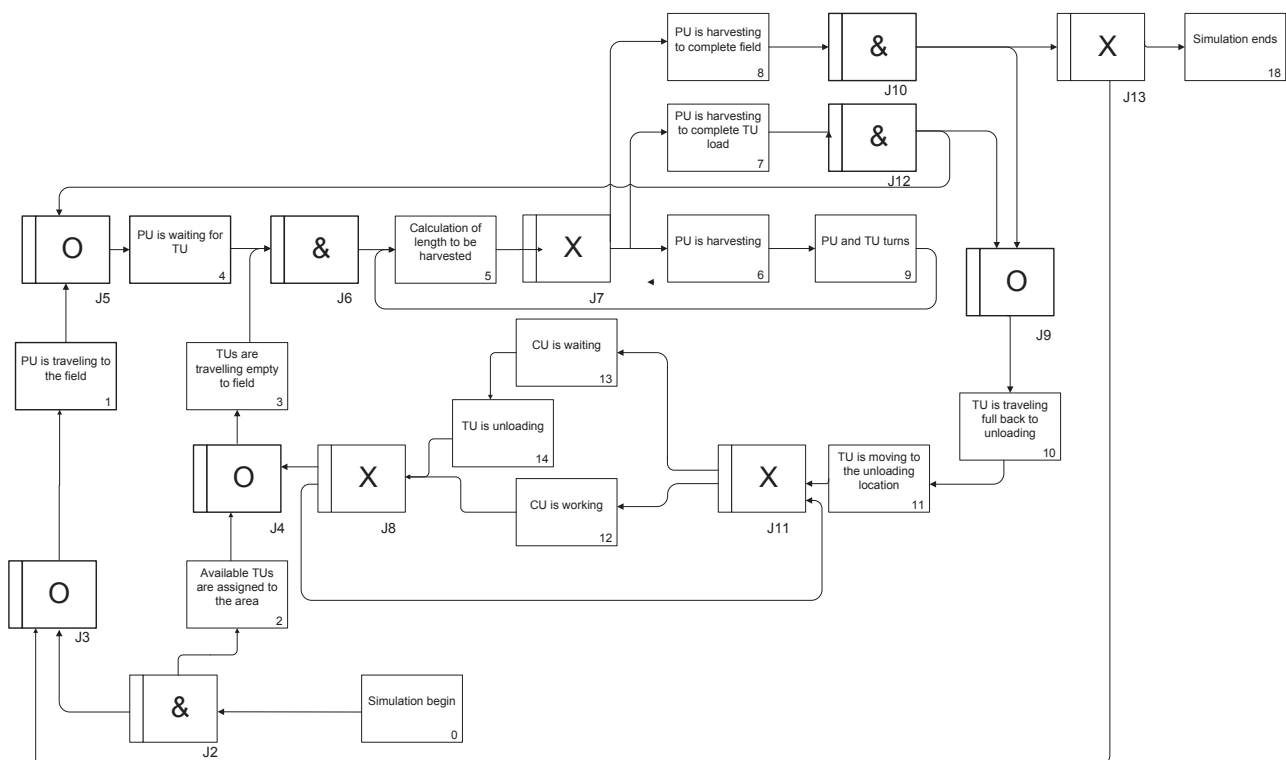 PU is harvesting
to complete field
8
&
J10
X
J13
Simulation ends
18
PU is harvesting
to complete TU
load
7
&
J12
O
J5
PU is waiting for
TU
4
&
J6
Calculation of
length to be
harvested
5
X
J7
PU is harvesting
6
PU and TU turns
9
O
J9
PU is traveling to
the field
1
TUs are
travelling empty
to field
3
CU is waiting
13
TU is unloading
14
TU is traveling
full back to
unloading
10
O
J4
X
J8
CU is working
12
X
J11
TU is moving to
the unloading
location
11
O
J3
Available TUs
are assigned to
the area
2
&
J2
Simulation begin
0